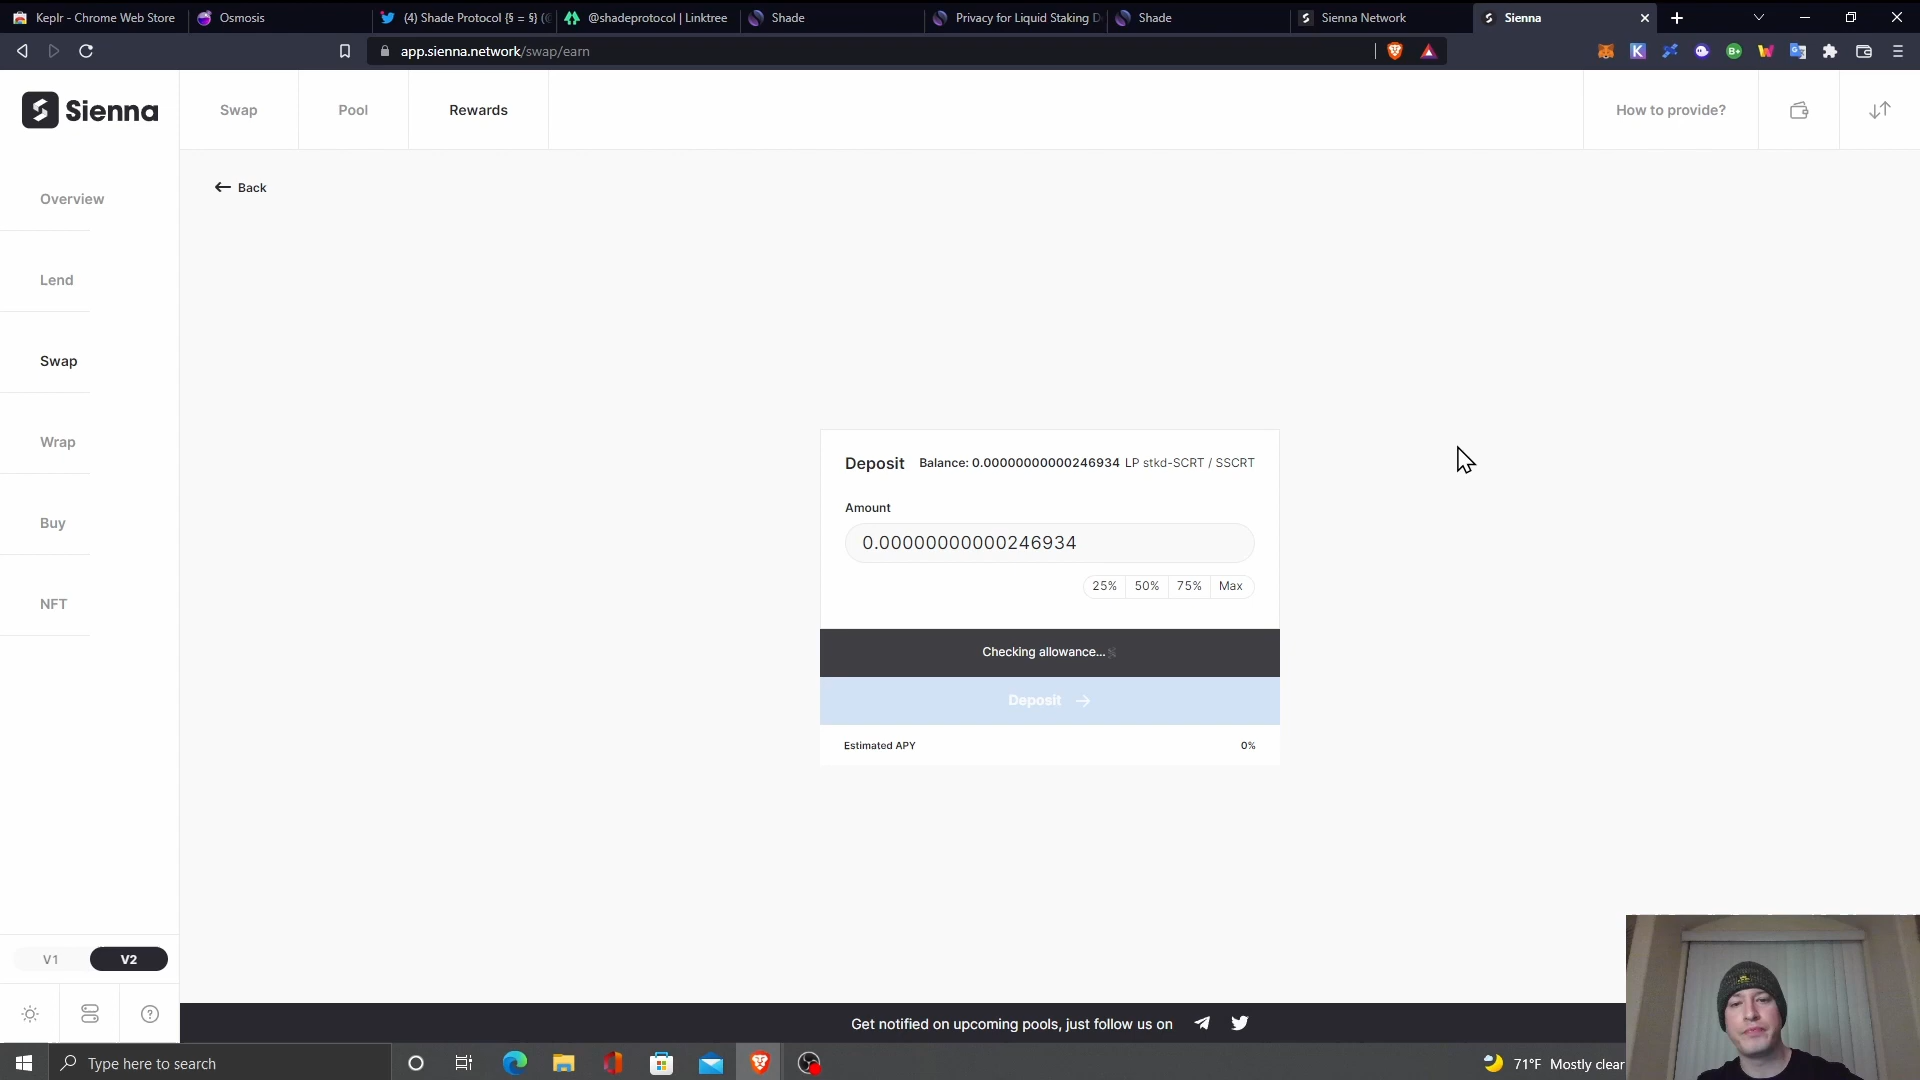 Keplr - Chrome Web Store
Osmosis
(4) Shade Protocol {§ = §} (
@shadeprotocol | Linktree
Shade
Privacy for Liquid Staking D
Shade
Sienna Network
Sienna
app.sienna.network/swap/earn
Sienna
Swap
Pool
Rewards
How to provide?
Back
Overview
Lend
Swap
Wrap
Buy
NFT
Deposit
Balance: 0.00000000000246934 LP stkd-SCRT / SSCRT
Amount
0.00000000000246934
25%
50%
75%
Max
Checking allowance...
Deposit
Estimated APY
0%
V1
V2
Get notified on upcoming pools, just follow us on
Type here to search
71°F Mostly clear